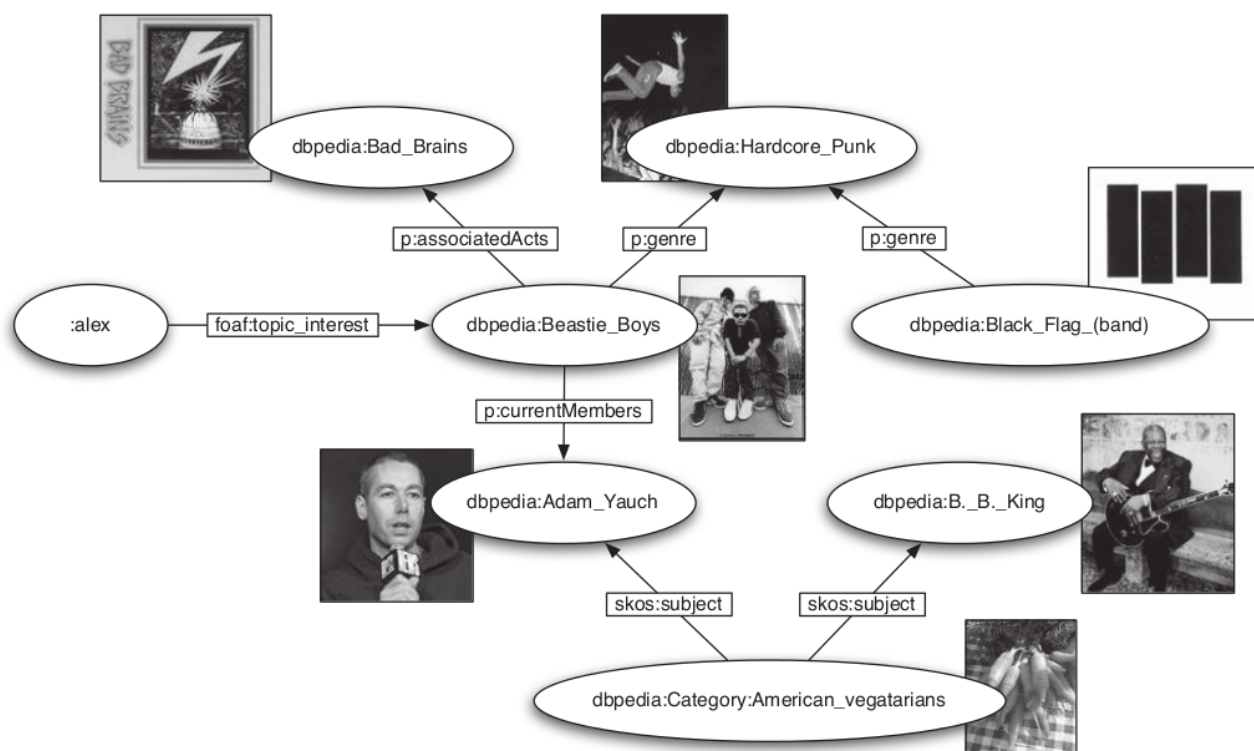 BAD BRAINS
dbpedia:Bad_Brains
dbpedia:Hardcore_Punk
p:associatedActs
p:genre
p:genre
:alex
foaf:topic_interest
dbpedia:Beastie_Boys
dbpedia:Black_Flag_(band)
p:currentMembers
dbpedia:Adam_Yauch
dbpedia:B._B._King
skos:subject
skos:subject
dbpedia:Category:American_vegatarians